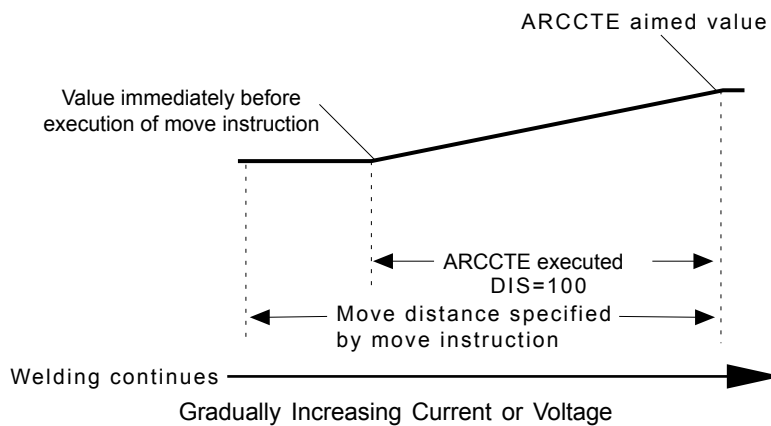 ARCCTE aimed value
Value immediately before
execution of move instruction
ARCCTE executed
DIS=100
Move distance specified
by move instruction
Welding continues
Gradually Increasing Current or Voltage